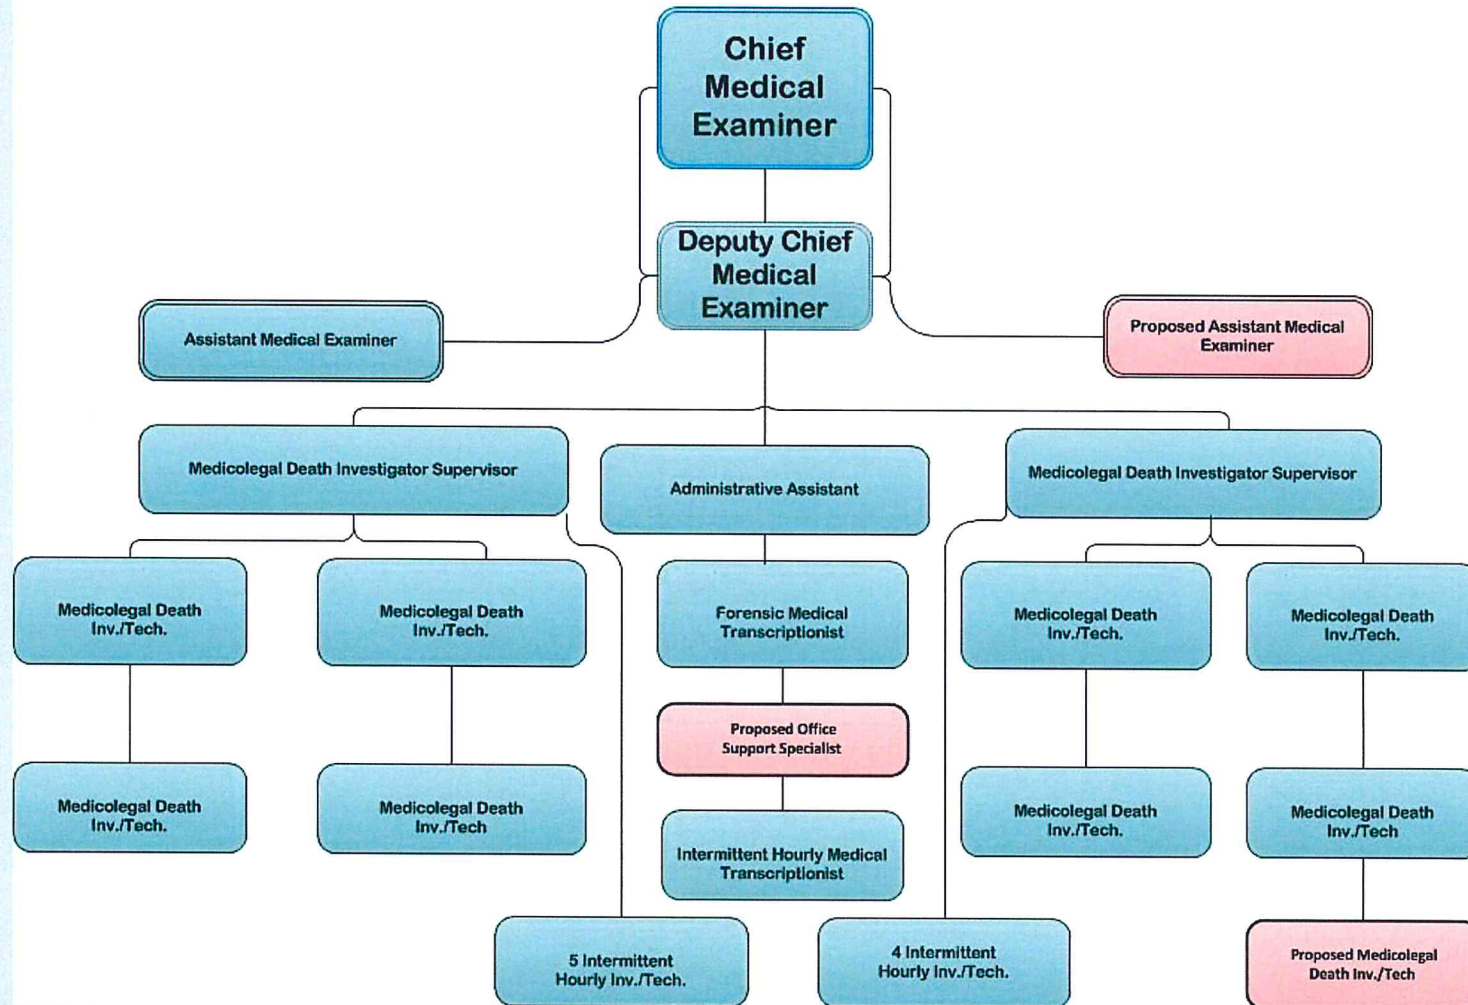 Chief
Medical
Examiner
Deputy Chief
Medical
Examiner
Assistant Medical Examiner
Proposed Assistant Medical
Examiner
Medicolegal Death Investigator Supervisor
Administrative Assistant
Medicolegal Death Investigator Supervisor
Medicolegal Death
Inv./Tech.
Medicolegal Death
Inv./Tech.
Forensic Medical
Transcriptionist
Medicolegal Death
Inv./Tech.
Medicolegal Death
Inv./Tech.
Proposed Office
Support Specialist
Medicolegal Death
Inv./Tech.
Medicolegal Death
Inv./Tech
Intermittent Hourly Medical
Transcriptionist
Medicolegal Death
Inv./Tech.
Medicolegal Death
Inv./Tech
5 Intermittent
Hourly Inv./Tech.
4 Intermittent
Hourly Inv./Tech.
Proposed Medicolegal
Death Inv./Tech